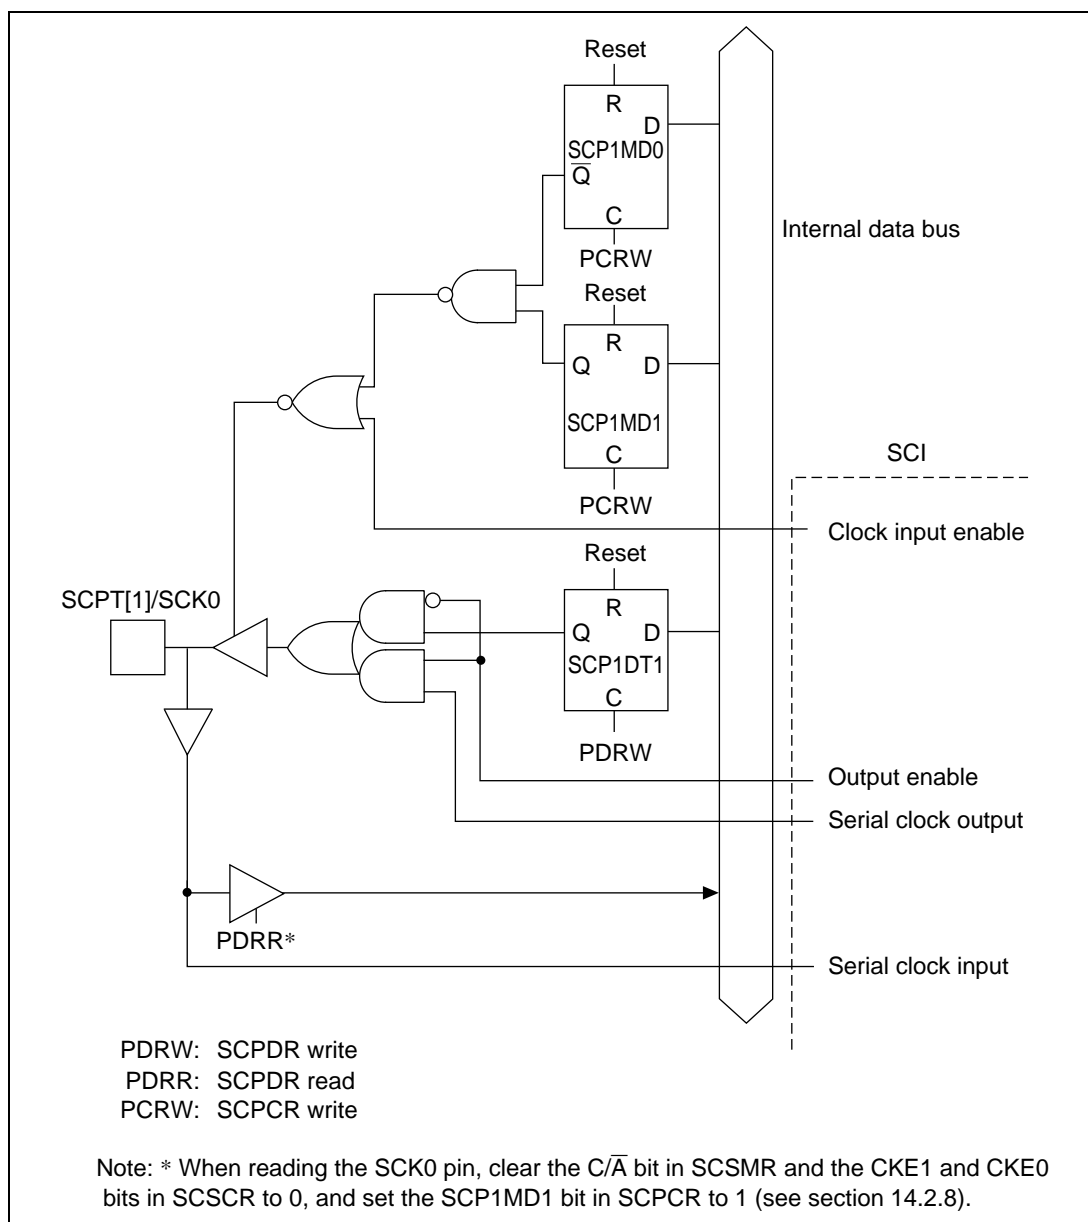 Reset
R
D
SCP1MD0
Q̅
C
Internal data bus
PCRW
Reset
R
Q D
SCP1MD1
C
SCI
PCRW
Clock input enable
Reset
SCPT[1]/SCK0
R
Q D
SCP1DT1
C
PDRW
Output enable
Serial clock output
PDRR*
Serial clock input
PDRW: SCPDR write
PDRR: SCPDR read
PCRW: SCPCR write
Note: * When reading the SCK0 pin, clear the C/A̅ bit in SCSMR and the CKE1 and CKE0
bits in SCSCR to 0, and set the SCP1MD1 bit in SCPCR to 1 (see section 14.2.8).